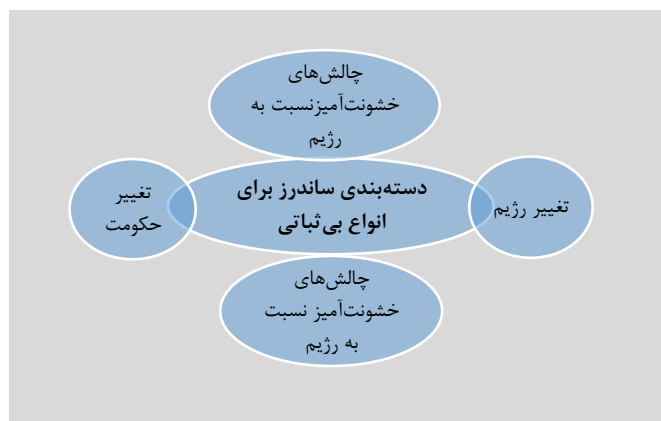 چالش‌های
خشونت‌آمیزنسبت به
رژیم
دسته‌بندی ساندرز برای
انواع بی‌ثباتی
تغییر رژیم
تغییر
حکومت
چالش‌های
خشونت‌آمیز نسبت
به رژیم